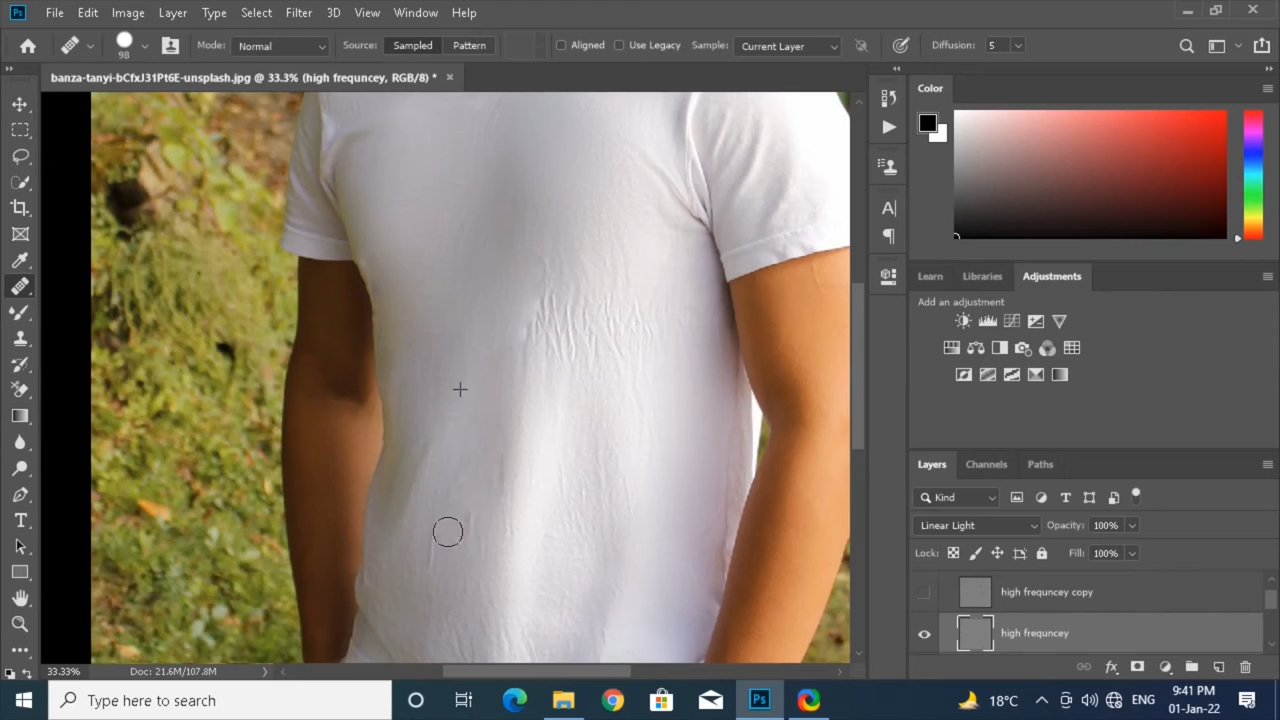 Ps File Edit Image Layer Type Select Filter 3D View Window Help
98 Mode: Normal Source: Sampled Pattern Aligned Use Legacy Sample: Current Layer Diffusion: 5
banza-tanyi-bCfxJ31Pt6E-unsplash.jpg @ 33.3% (high frequncey, RGB/8) *
Color
Learn Libraries Adjustments
Add an adjustment
Layers Channels Paths
Kind
Linear Light Opacity: 100%
Lock: Fill: 100%
high frequncey copy
high frequncey
33.33% Doc: 21.6M/107.8M
Type here to search
Ps
18°C ENG 9:41 PM
01-Jan-22